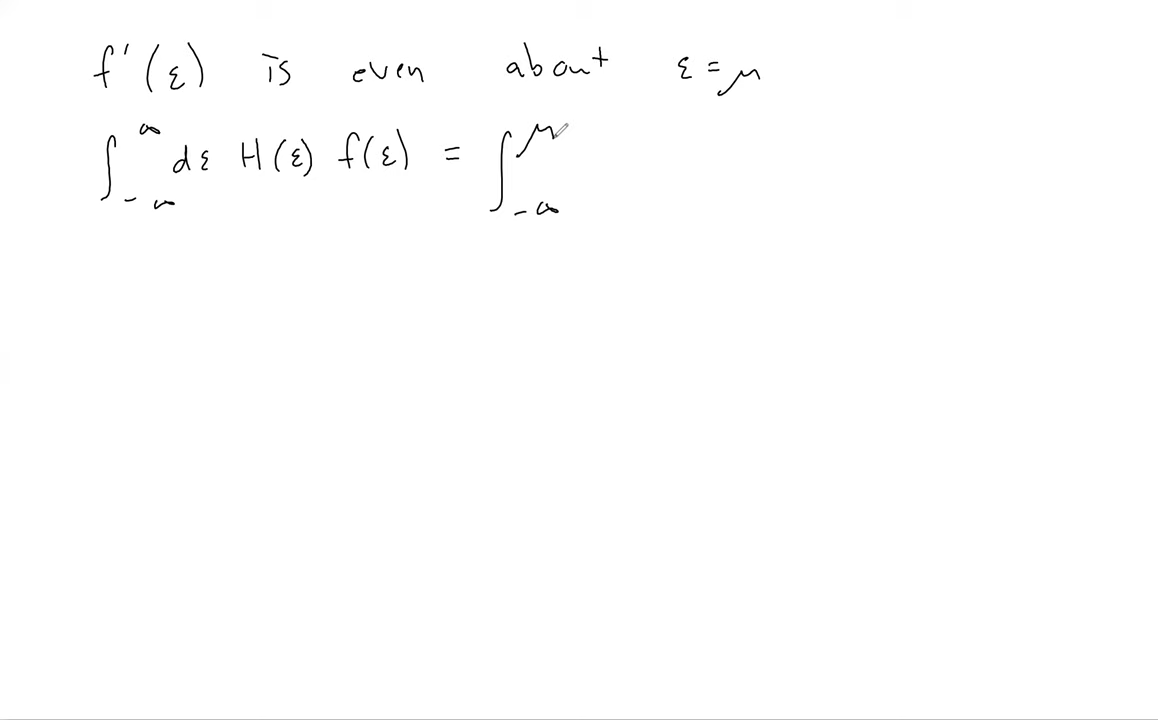 f'(ε) is even about ε = μ
∫_{-∞}^{∞} dε H(ε) f(ε) = ∫_{-∞}^{μ}